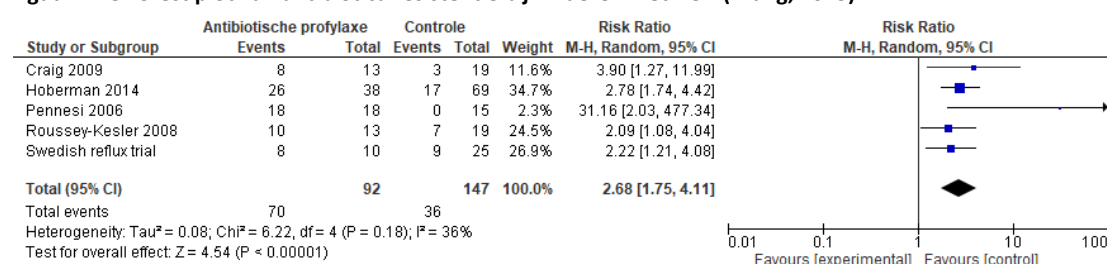 Antibiotische profylaxe Controle Risk Ratio Risk Ratio
Study or Subgroup Events Total Events Total Weight M-H, Random, 95% CI M-H, Random, 95% CI
Craig 2009 8 13 3 19 11.6% 3.90 [1.27, 11.99]
Hoberman 2014 26 38 17 69 34.7% 2.78 [1.74, 4.42]
Pennesi 2006 18 18 0 15 2.3% 31.16 [2.03, 477.34]
Roussey-Kesler 2008 10 13 7 19 24.5% 2.09 [1.08, 4.04]
Swedish reflux trial 8 10 9 25 26.9% 2.22 [1.21, 4.08]
Total (95% CI) 92 147 100.0% 2.68 [1.75, 4.11]
Total events 70 36
Heterogeneity: Tau² = 0.08; Chi² = 6.22, df = 4 (P = 0.18); I² = 36%
Test for overall effect: Z = 4.54 (P < 0.00001)
0.01 0.1 1 10 100
Favours [experimental] Favours [control]